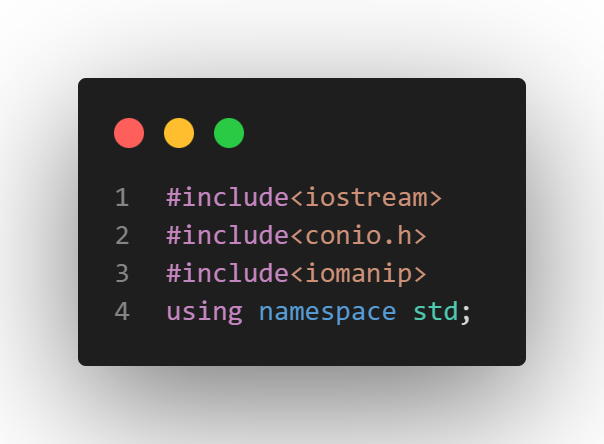 1 #include<iostream>
2 #include<conio.h>
3 #include<iomanip>
4 using namespace std;